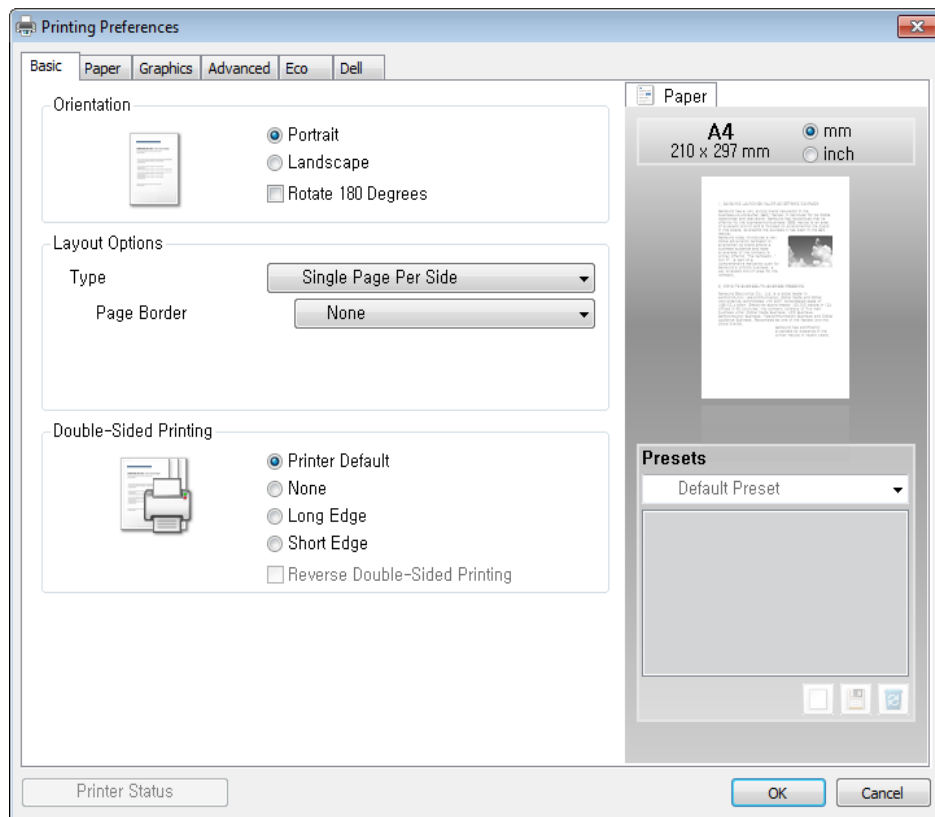 Printing Preferences
Basic Paper Graphics Advanced Eco Dell
Orientation
Portrait
Landscape
Rotate 180 Degrees
Layout Options
Type Single Page Per Side
Page Border None
Double-Sided Printing
Printer Default
None
Long Edge
Short Edge
Reverse Double-Sided Printing
Paper
A4
210 x 297 mm
mm
inch
Presets
Default Preset
Printer Status
OK Cancel